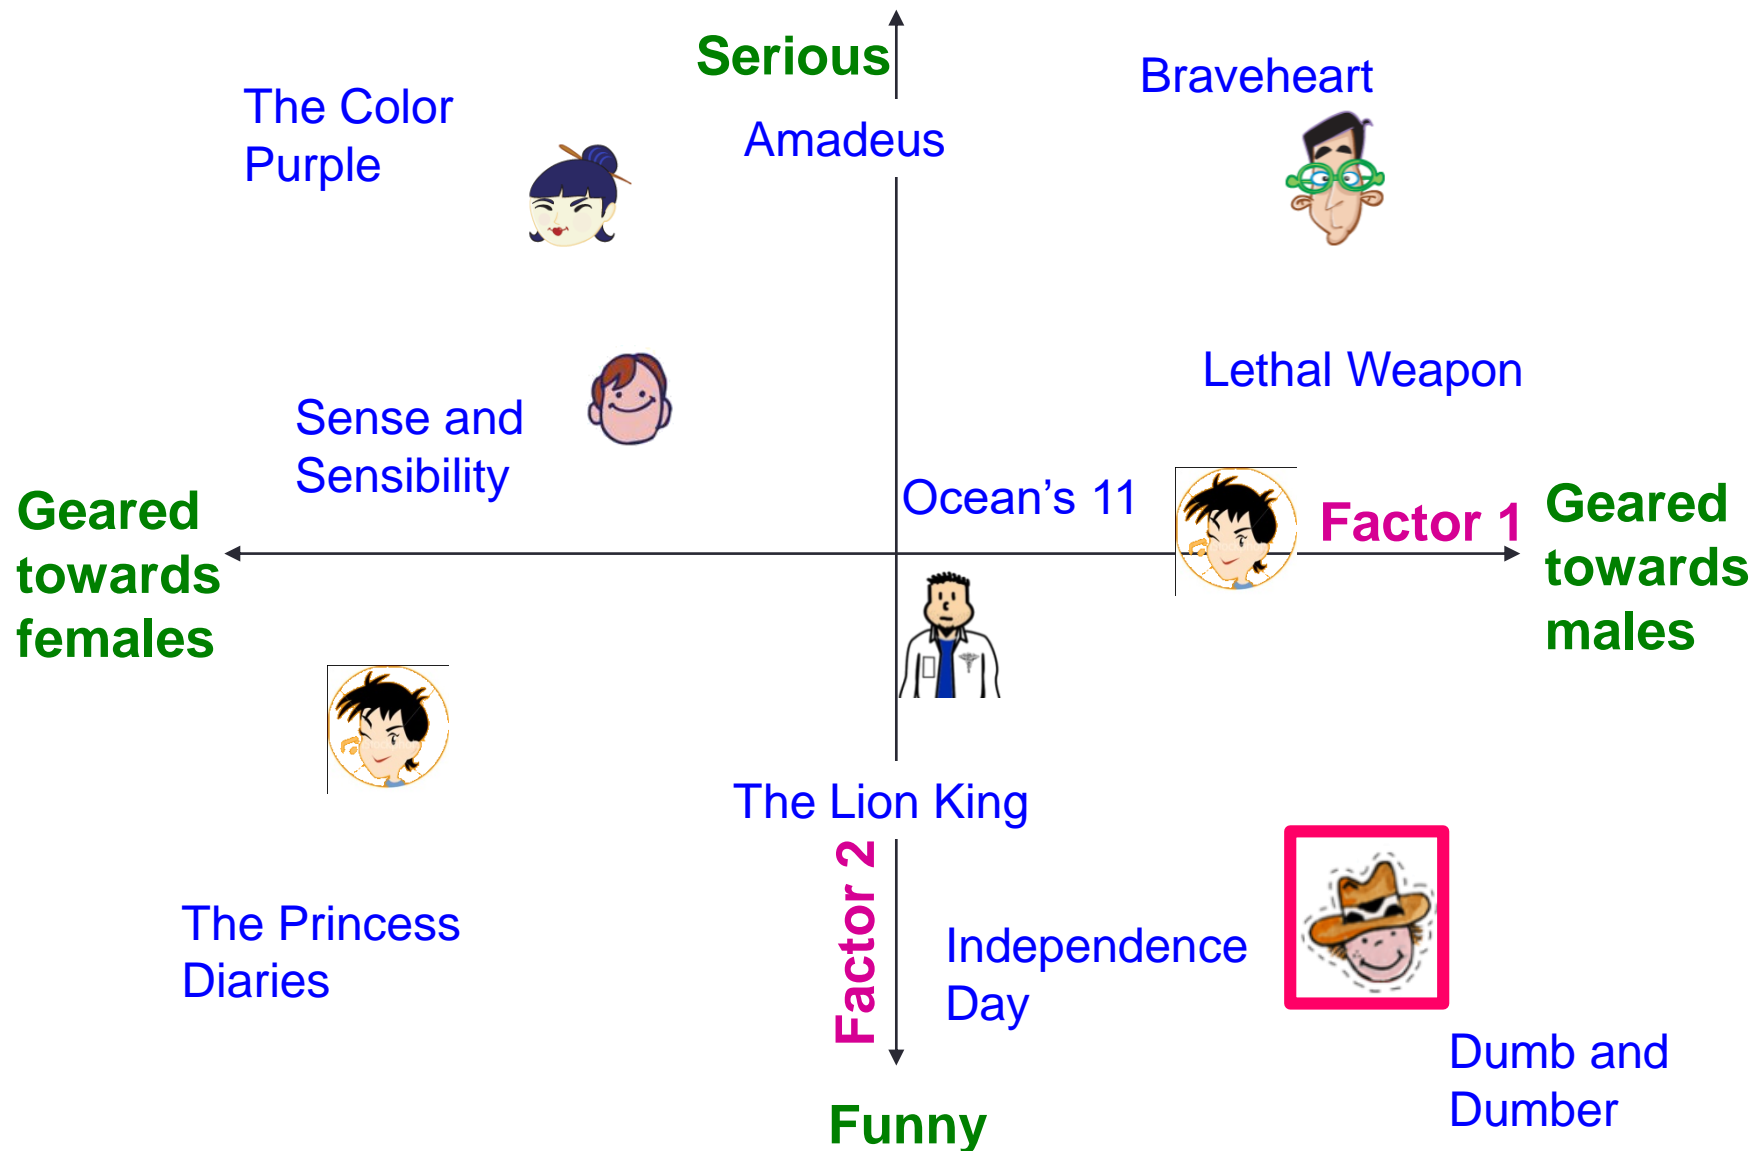 Serious
Braveheart
The Color
Purple
Amadeus
Lethal Weapon
Sense and
Sensibility
Ocean’s 11
Factor 1
Geared
towards
females
Geared
towards
males
The Lion King
Factor 2
The Princess
Diaries
Independence
Day
Dumb and
Dumber
Funny